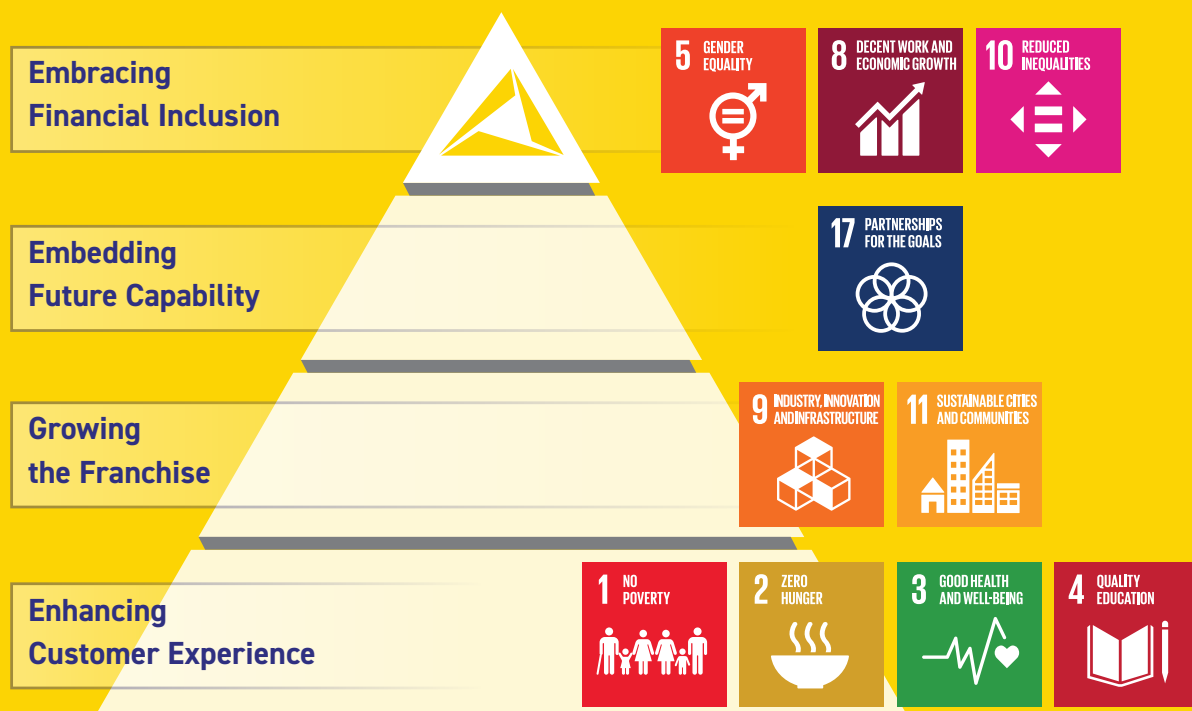 Embracing
Financial Inclusion
5 GENDER
EQUALITY
8 DECENT WORK AND
ECONOMIC GROWTH
10 REDUCED
INEQUALITIES
Embedding
Future Capability
17 PARTNERSHIPS
FOR THE GOALS
Growing
the Franchise
9 INDUSTRY, INNOVATION
AND INFRASTRUCTURE
11 SUSTAINABLE CITIES
AND COMMUNITIES
Enhancing
Customer Experience
1 NO
POVERTY
2 ZERO
HUNGER
3 GOOD HEALTH
AND WELL-BEING
4 QUALITY
EDUCATION